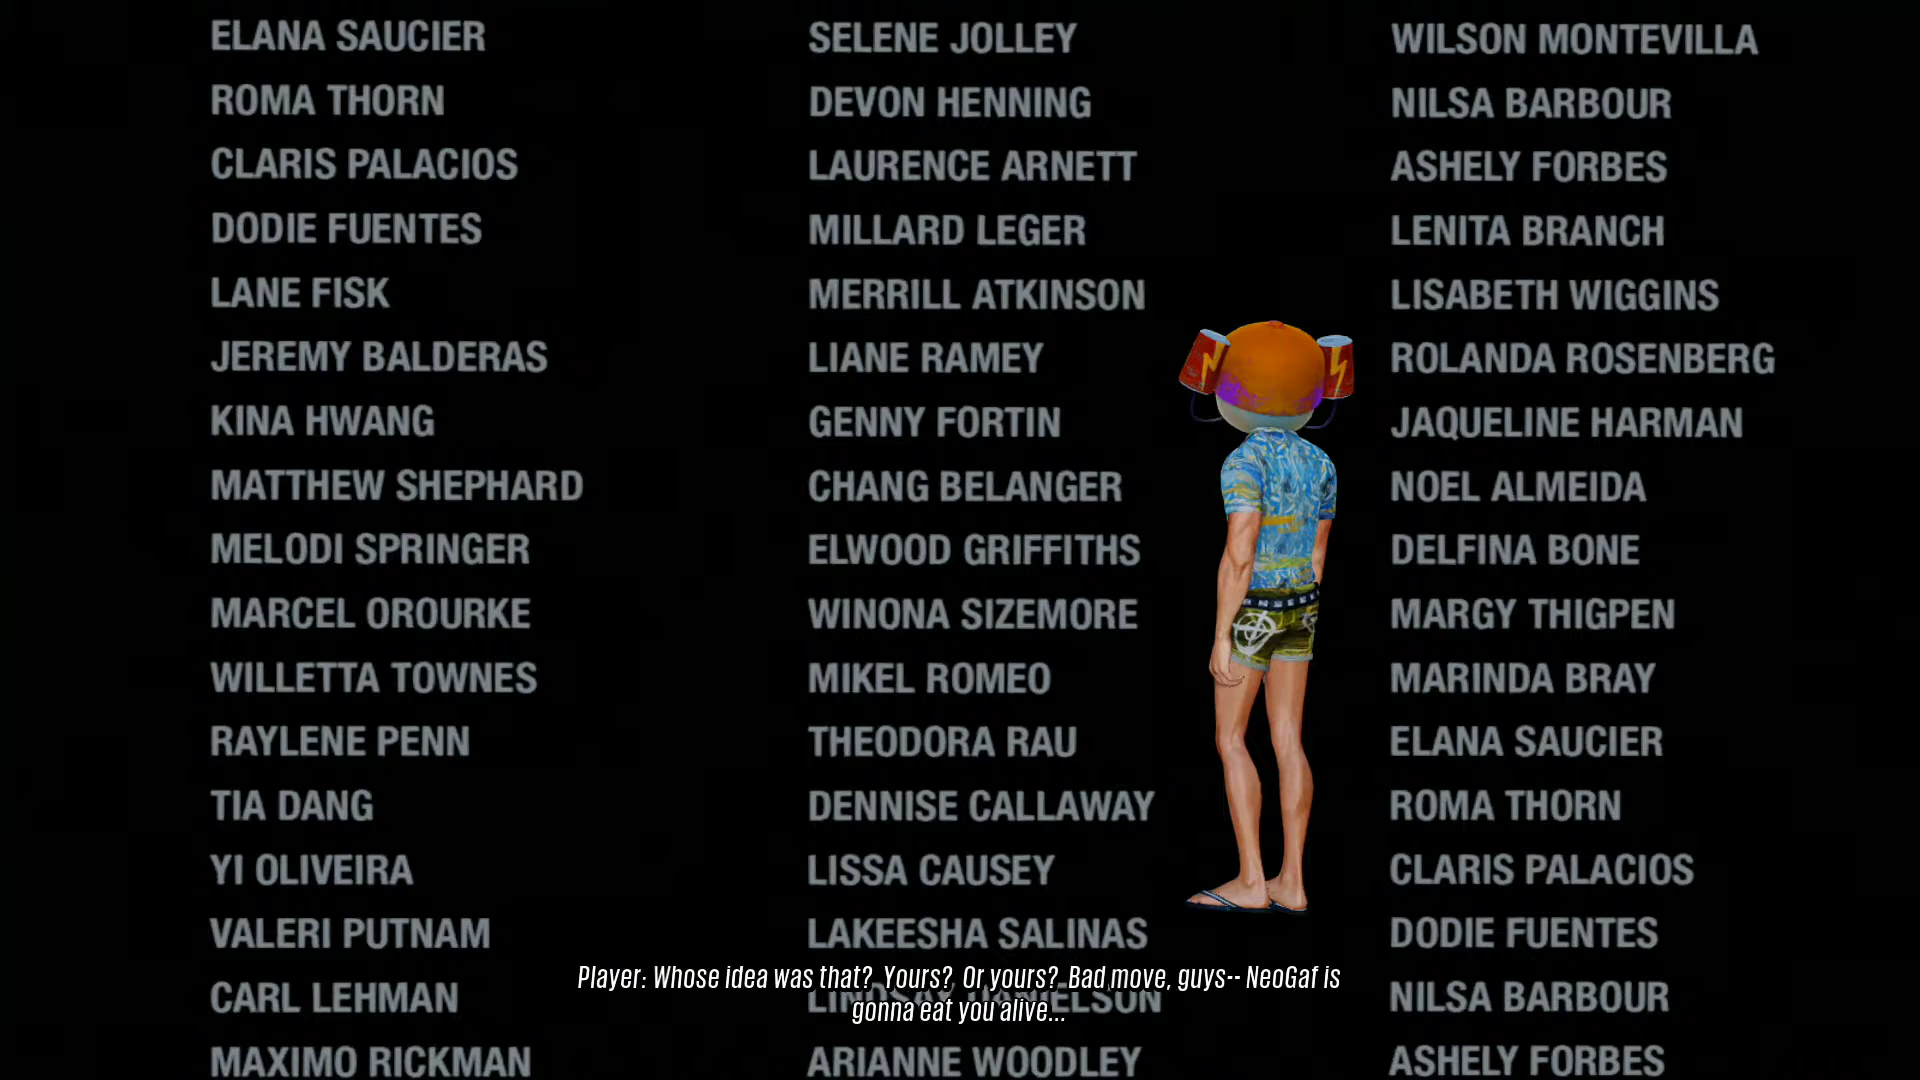 ELANA SAUCIER
ROMA THORN
CLARIS PALACIOS
DODIE FUENTES
LANE FISK
JEREMY BALDERAS
KINA HWANG
MATTHEW SHEPHARD
MELODI SPRINGER
MARCEL OROURKE
WILLETTA TOWNES
RAYLENE PENN
TIA DANG
YI OLIVEIRA
VALERI PUTNAM
CARL LEHMAN
MAXIMO RICKMAN
SELENE JOLLEY
DEVON HENNING
LAURENCE ARNETT
MILLARD LEGER
MERRILL ATKINSON
LIANE RAMEY
GENNY FORTIN
CHANG BELANGER
ELWOOD GRIFFITHS
WINONA SIZEMORE
MIKEL ROMEO
THEODORA RAU
DENNISE CALLAWAY
LISSA CAUSEY
LAKEESHA SALINAS
LINDSAY DANIELSON
ARIANNE WOODLEY
WILSON MONTEVILLA
NILSA BARBOUR
ASHELY FORBES
LENITA BRANCH
LISABETH WIGGINS
ROLANDA ROSENBERG
JAQUELINE HARMAN
NOEL ALMEIDA
DELFINA BONE
MARGY THIGPEN
MARINDA BRAY
ELANA SAUCIER
ROMA THORN
CLARIS PALACIOS
DODIE FUENTES
NILSA BARBOUR
ASHELY FORBES
Player: Whose idea was that? Yours? Or yours? Bad move, guys-- NeoGaf is
gonna eat you alive...